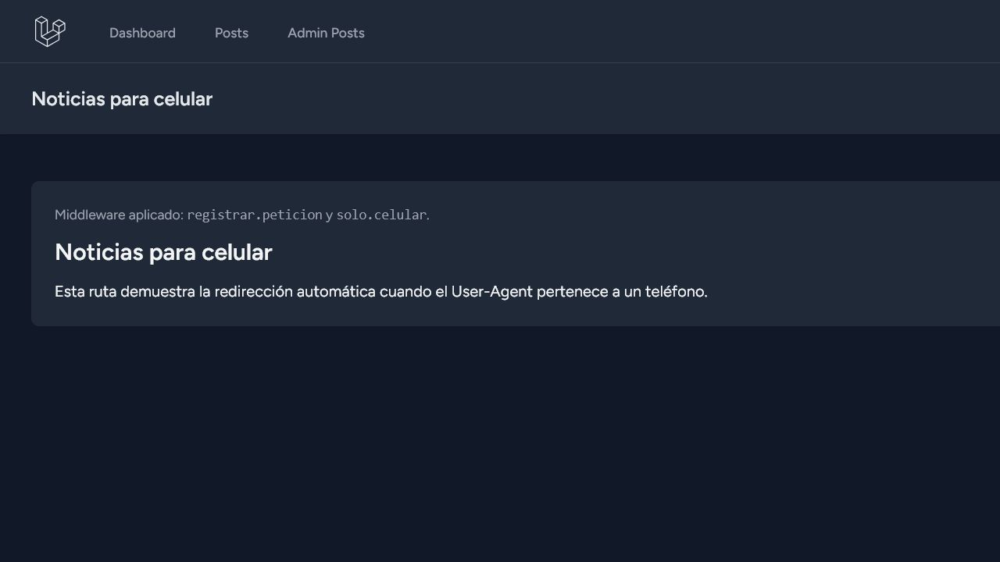 Dashboard Posts Admin Posts
Noticias para celular
Middleware aplicado: registrar.peticion y solo.celular.
Noticias para celular
Esta ruta demuestra la redirección automática cuando el User-Agent pertenece a un teléfono.